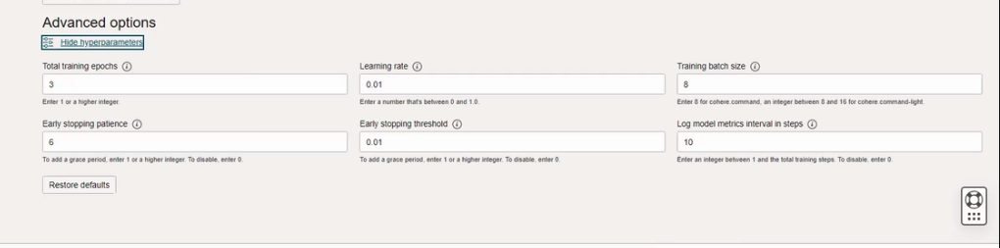 Advanced options
Hide hyperparameters
Total training epochs
Learning rate
Training batch size
3
0.01
8
Enter 1 or a higher integer.
Enter a number that's between 0 and 1.0.
Enter 8 for cohere.command, an integer between 8 and 16 for cohere.command-light.
Early stopping patience
Early stopping threshold
Log model metrics interval in steps
6
0.01
10
To add a grace period, enter 1 or a higher integer. To disable, enter 0.
To add a grace period, enter 1 or a higher integer. To disable, enter 0.
Enter an integer between 1 and the total training steps. To disable, enter 0.
Restore defaults